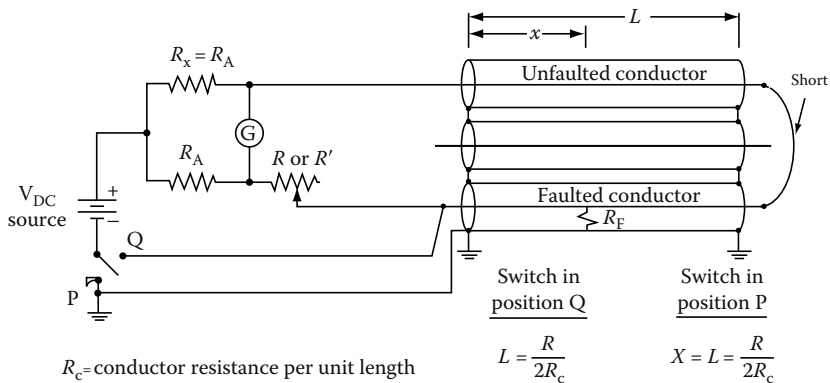 L
x
Rₓ = R_A
Unfaulted conductor
Short
G
R_A
R or R′
V_DC
source
+
−
Faulted conductor
R_F
Q
P
Switch in
position Q
Switch in
position P
R_c=conductor resistance per unit length
L = R / 2R_c
X = L = R / 2R_c